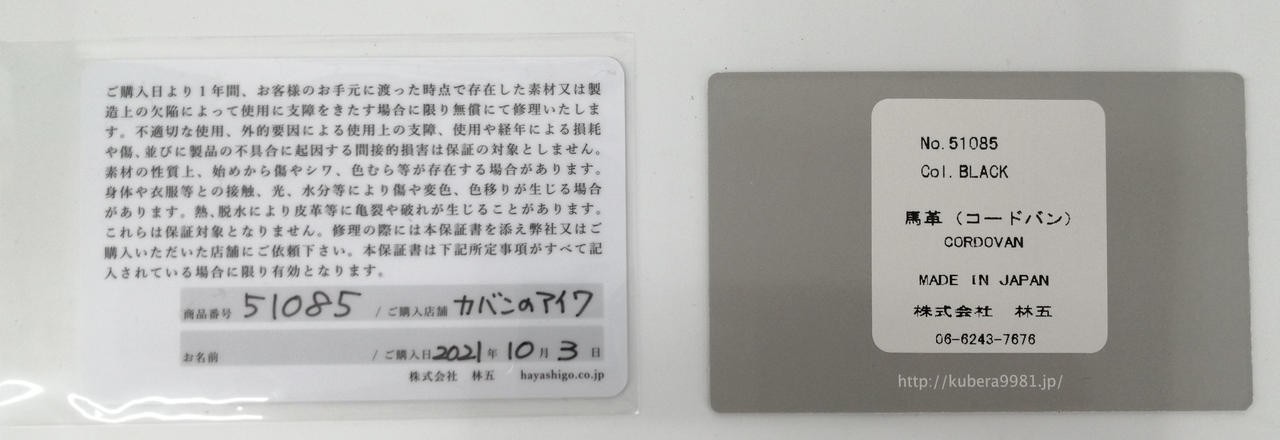 ご購入日より1年間、お客様のお手元に渡った時点で存在した素材又は製
造上の欠陥によって使用に支障をきたす場合に限り無償にて修理いたしま
す。不適切な使用、外的要因による使用上の支障、使用や経年による損耗
や傷、並びに製品の不具合に起因する間接的損害は保証の対象としません。
素材の性質上、始めから傷やシワ、色むら等が存在する場合があります。
身体や衣服等との接触、光、水分等により傷や変色、色移りが生じる場合
があります。熱、脱水により皮革等に亀裂や破れが生じることがあります。
これらは保証対象となりません。修理の際には本保証書を添え弊社又はご
購入いただいた店舗にご依頼下さい。本保証書は下記所定事項がすべて記
入されている場合に限り有効となります。
商品番号 51085 / ご購入店舗 カバンのアイワ
お名前 / ご購入日 2021年 10月 3日
株式会社 林五 hayashigo.co.jp
No.51085
Col.BLACK
馬革(コードバン)
CORDOVAN
MADE IN JAPAN
株式会社 林五
06-6243-7676
http://kubera9981.jp/